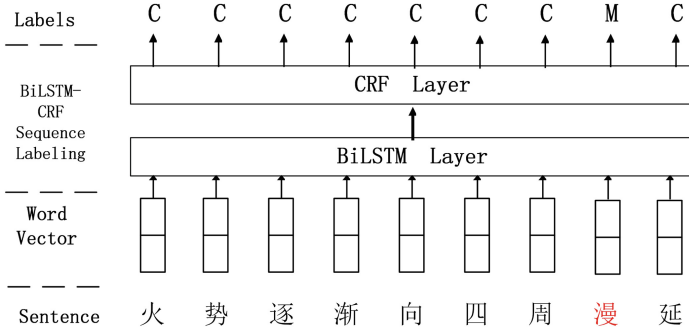 Labels C C C C C C C M C
CRF Layer
BiLSTM-
CRF
Sequence
Labeling
BiLSTM Layer
Word
Vector
Sentence 火 势 逐 渐 向 四 周 漫 延